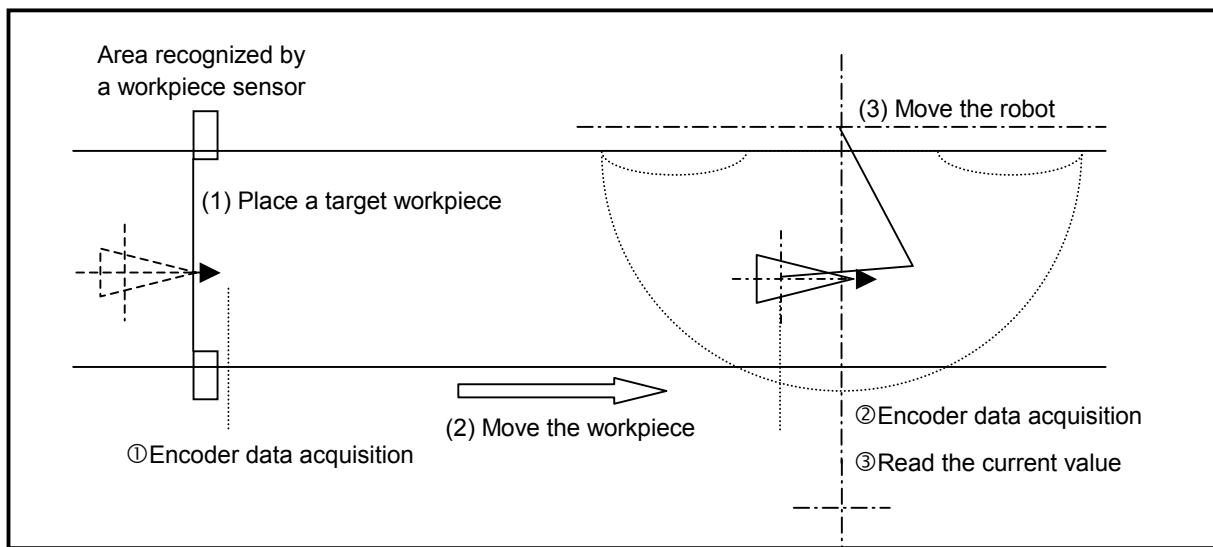 Area recognized by
a workpiece sensor
(3) Move the robot
(1) Place a target workpiece
(2) Move the workpiece
①Encoder data acquisition
②Encoder data acquisition
③Read the current value